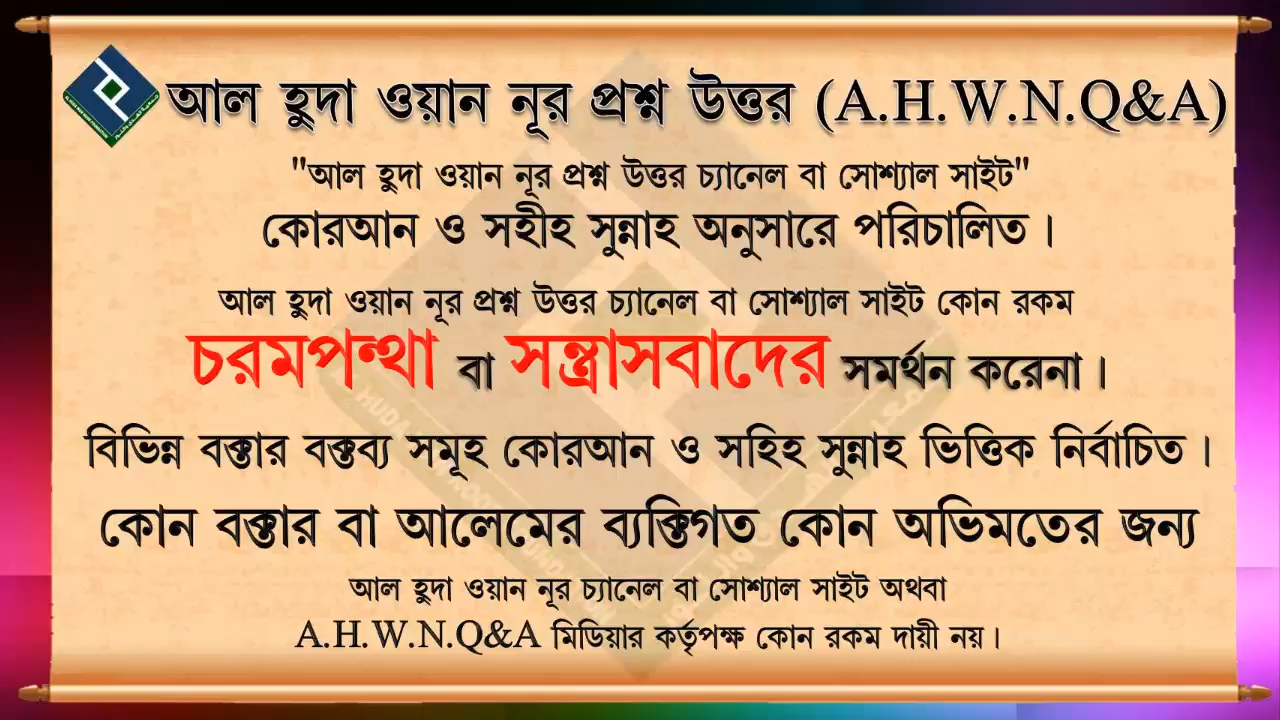 আল হুদা ওয়ান নূর প্রশ্ন উত্তর (A.H.W.N.Q&A)
"আল হুদা ওয়ান নূর প্রশ্ন উত্তর চ্যানেল বা সোশ্যাল সাইট"
কোরআন ও সহীহ সুন্নাহ অনুসারে পরিচালিত।
আল হুদা ওয়ান নূর প্রশ্ন উত্তর চ্যানেল বা সোশ্যাল সাইট কোন রকম
চরমপন্থা বা সন্ত্রাসবাদের সমর্থন করেনা।
বিভিন্ন বক্তার বক্তব্য সমূহ কোরআন ও সহিহ সুন্নাহ ভিত্তিক নির্বাচিত।
কোন বক্তার বা আলেমের ব্যক্তিগত কোন অভিমতের জন্য
আল হুদা ওয়ান নূর চ্যানেল বা সোশ্যাল সাইট অথবা
A.H.W.N.Q&A মিডিয়ার কর্তৃপক্ষ কোন রকম দায়ী নয়।